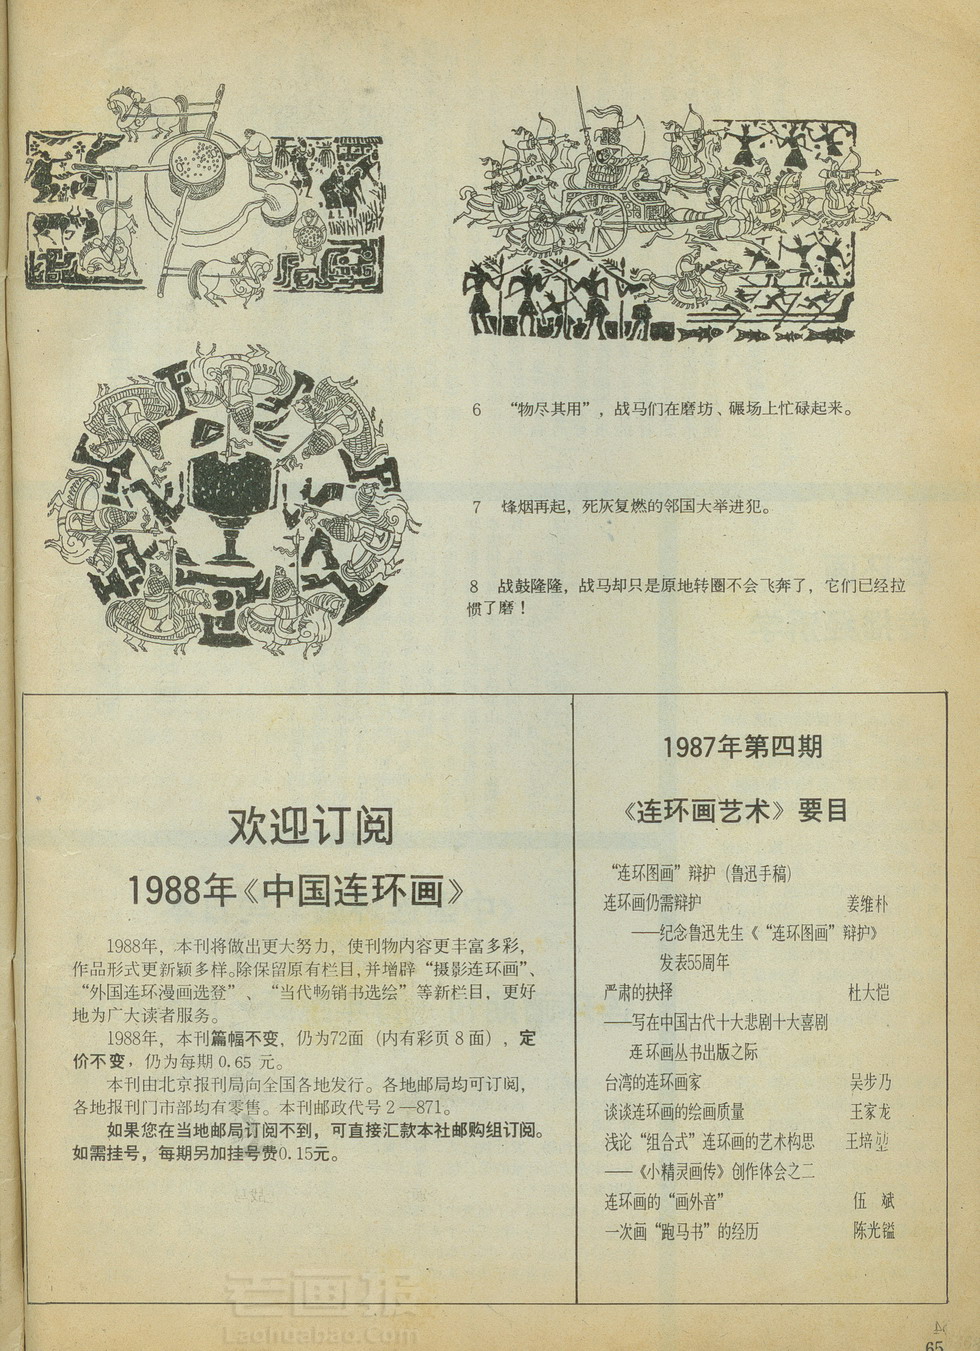 6 “物尽其用”，战马们在磨坊、碾场上忙碌起来。
7 烽烟再起，死灰复燃的邻国大举进犯。
8 战鼓隆隆，战马却只是原地转圈不会飞奔了，它们已经拉
惯了磨！
欢迎订阅
1988年《中国连环画》
1988年，本刊将做出更大努力，使刊物内容更丰富多彩，
作品形式更新颖多样。除保留原有栏目，并增辟“摄影连环画”、
“外国连环漫画选登”、“当代畅销书选绘”等新栏目，更好
地为广大读者服务。
1988年，本刊篇幅不变，仍为72面（内有彩页8面），定
价不变，仍为每期0.65元。
本刊由北京报刊局向全国各地发行。各地邮局均可订阅，
各地报刊门市部均有零售。本刊邮政代号2—871。
如果您在当地邮局订阅不到，可直接汇款本社邮购组订阅。
如需挂号，每期另加挂号费0.15元。
1987年第四期
《连环画艺术》要目
“连环图画”辩护（鲁迅手稿）
连环画仍需辩护 姜维朴
——纪念鲁迅先生《“连环图画”辩护》
发表55周年
严肃的抉择 杜大恺
——写在中国古代十大悲剧十大喜剧
连环画丛书出版之际
台湾的连环画家 吴步乃
谈谈连环画的绘画质量 王家龙
浅论“组合式”连环画的艺术构思 王培堃
——《小精灵画传》创作体会之二
连环画的“画外音” 伍 斌
一次画“跑马书”的经历 陈光镒
老画报
Laohuabao.Com
65